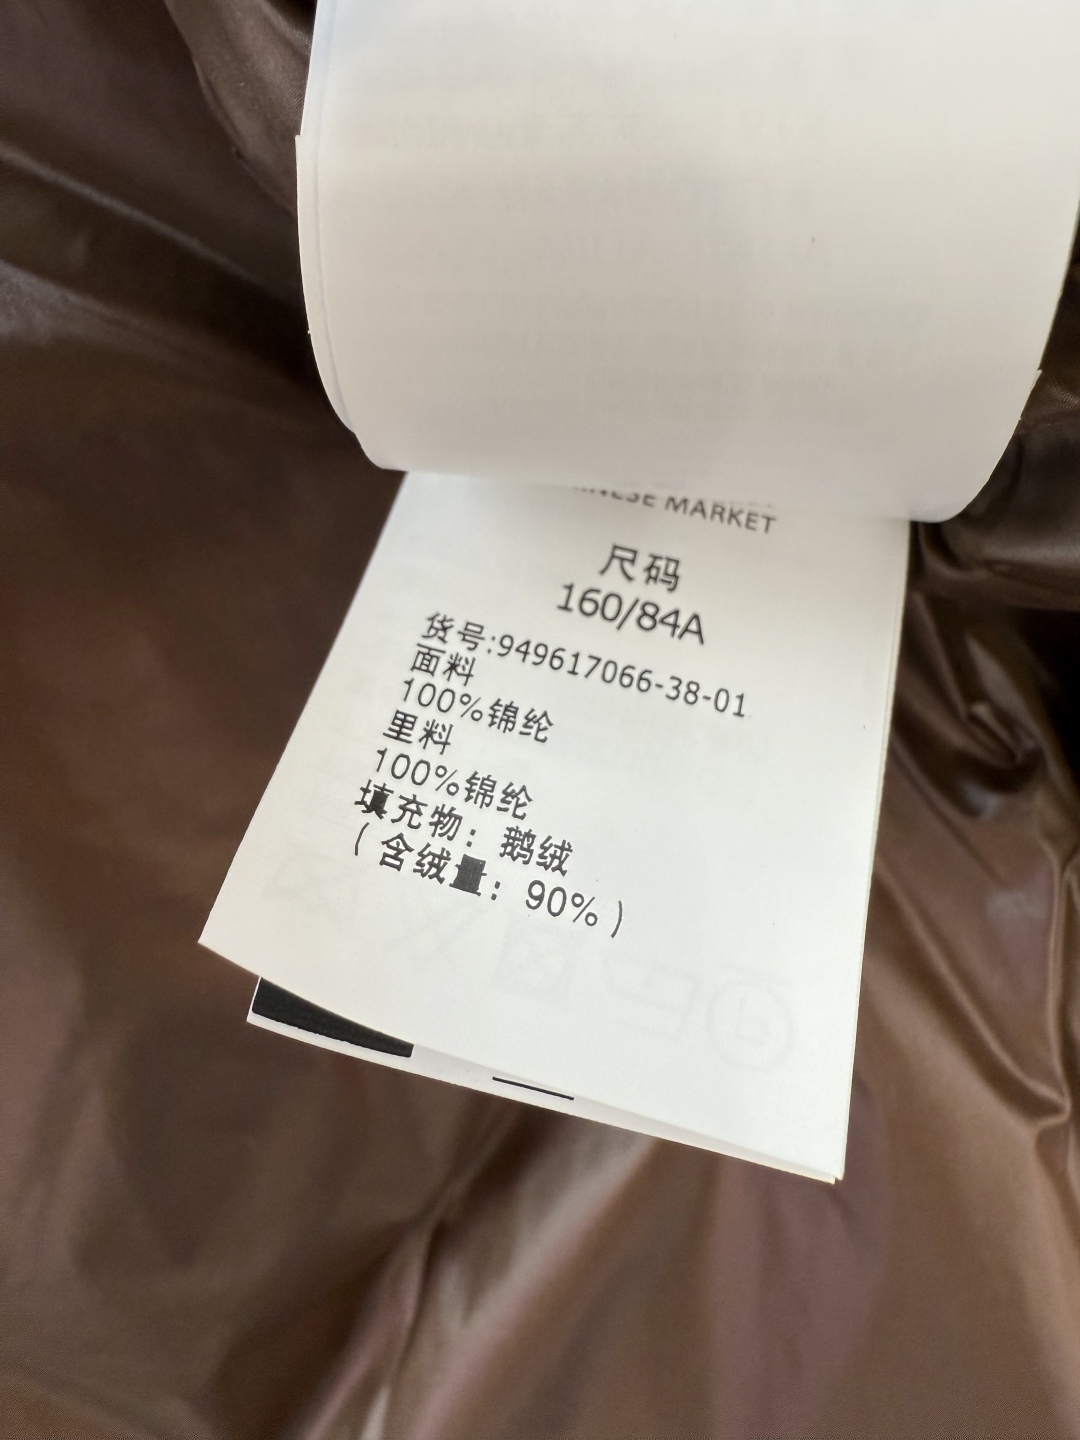 MARKET
尺码
160/84A
货号:949617066-38-01
面料
100%锦纶
里料
100%锦纶
填充物：鹅绒
（含绒量：90%）